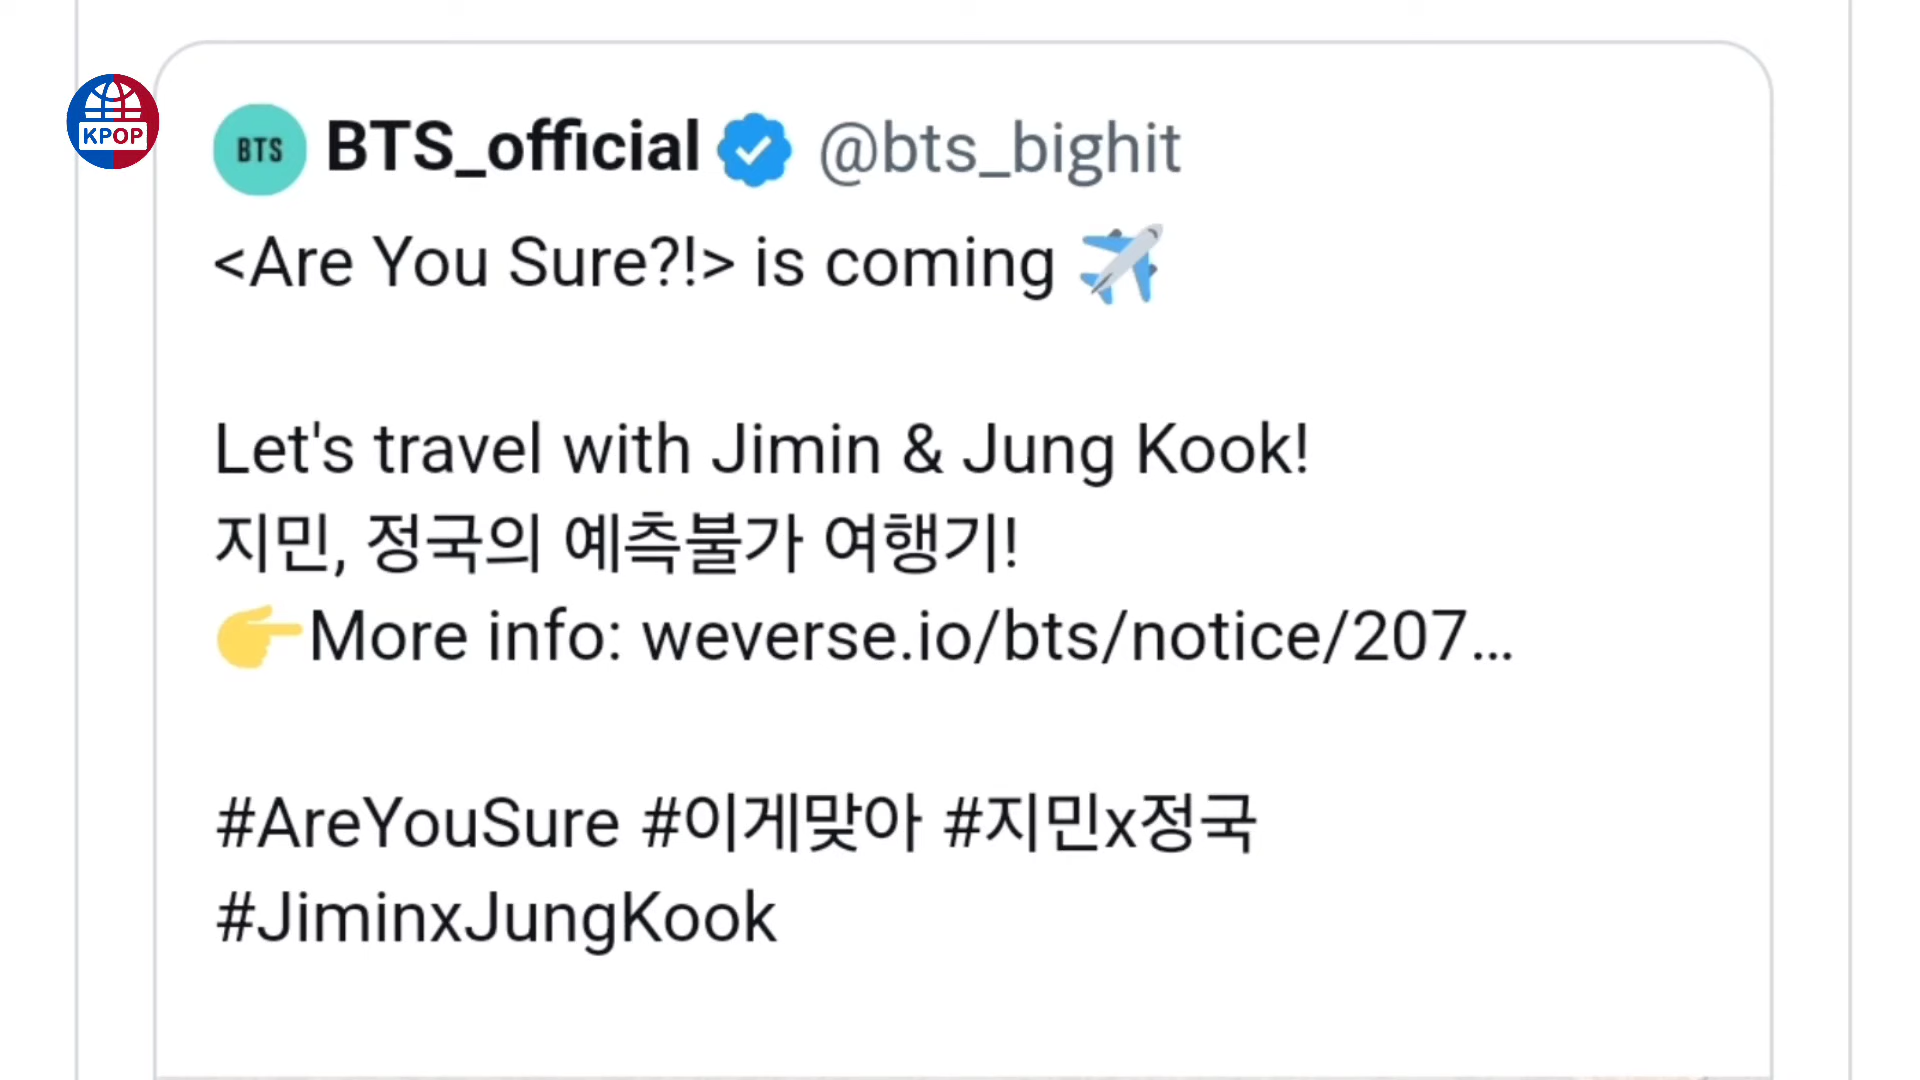 KPOP
BTS
BTS_official @bts_bighit
<Are You Sure?!> is coming ✈️
Let's travel with Jimin & Jung Kook!
지민, 정국의 예측불가 여행기!
👉More info: weverse.io/bts/notice/207…
#AreYouSure #이게맞아 #지민x정국
#JiminxJungKook